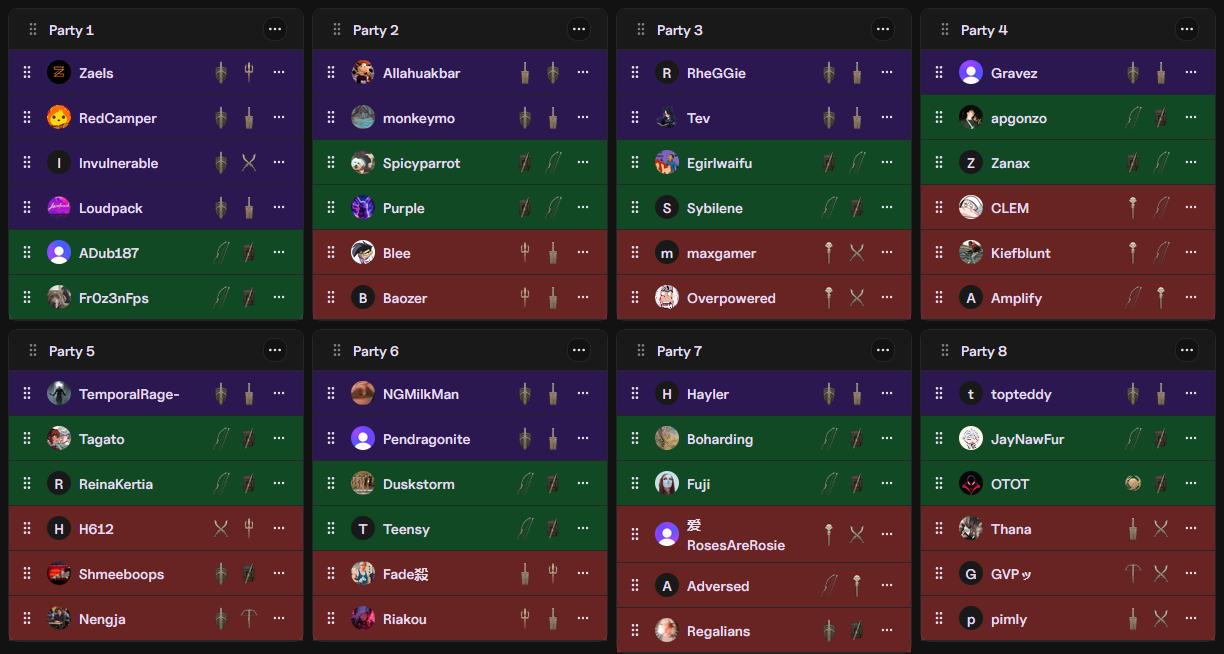 Party 1
Zaels
RedCamper
I Invulnerable
Loudpack
ADub187
Fr0z3nFps
Party 2
Allahuakbar
monkeymo
Spicyparrot
Purple
Blee
B Baozer
Party 3
R RheGGie
Tev
Egirlwaifu
S Sybilene
m maxgamer
Overpowered
Party 4
Gravez
apgonzo
Z Zanax
CLEM
Kiefblunt
A Amplify
Party 5
TemporalRage-
Tagato
R ReinaKertia
H H612
Shmeeboops
Nengja
Party 6
NGMilkMan
Pendragonite
Duskstorm
T Teensy
Fade殺
Riakou
Party 7
H Hayler
Boharding
Fuji
爱
RosesAreRosie
A Adversed
Regalians
Party 8
t topteddy
JayNawFur
OTOT
Thana
G GVPッ
p pimly